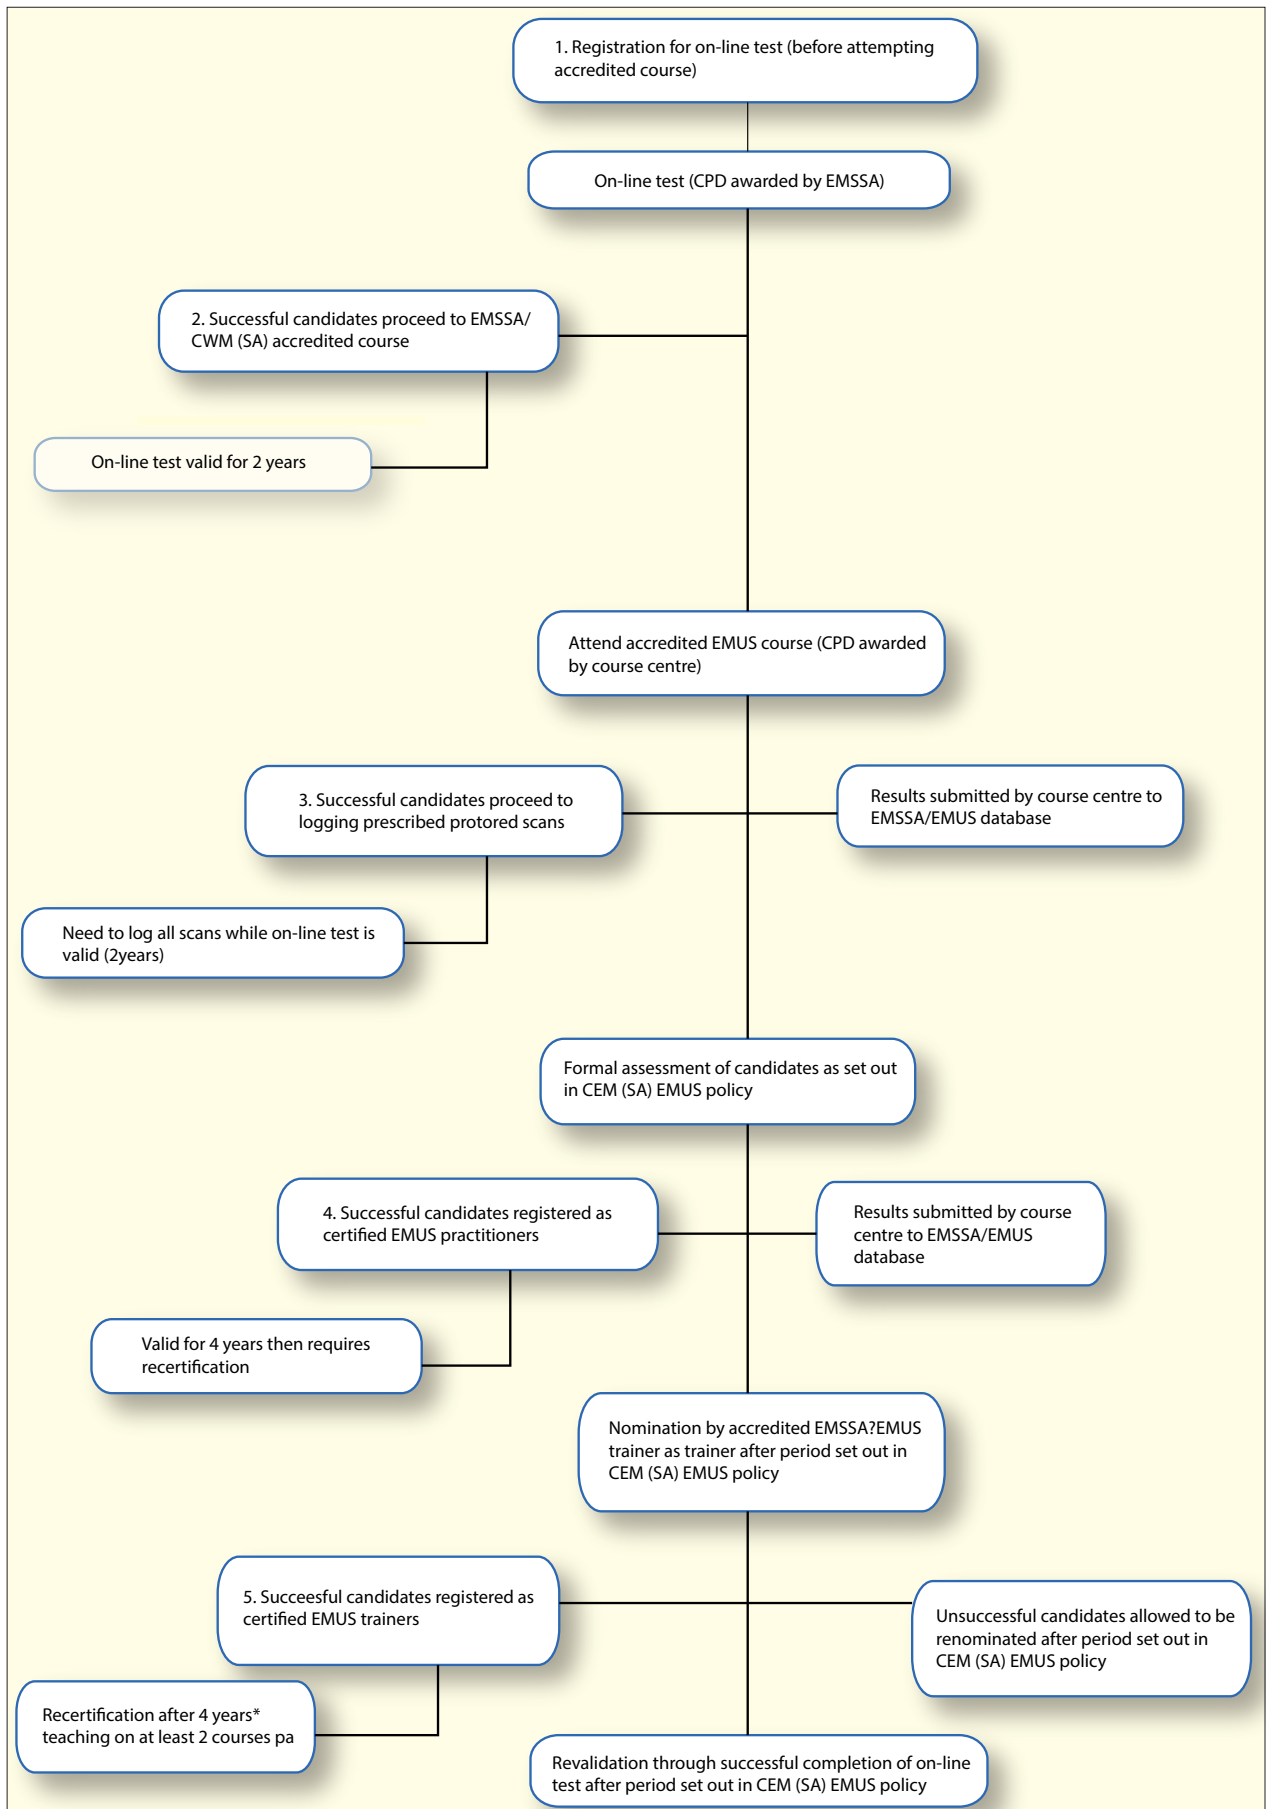 1. Registration for on-line test (before attempting
accredited course)
On-line test (CPD awarded by EMSSA)
2. Successful candidates proceed to EMSSA/
CWM (SA) accredited course
On-line test valid for 2 years
Attend accredited EMUS course (CPD awarded
by course centre)
3. Successful candidates proceed to
logging prescribed protored scans
Results submitted by course centre to
EMSSA/EMUS database
Need to log all scans while on-line test is
valid (2years)
Formal assessment of candidates as set out
in CEM (SA) EMUS policy
4. Successful candidates registered as
certified EMUS practitioners
Results submitted by course
centre to EMSSA/EMUS
database
Valid for 4 years then requires
recertification
Nomination by accredited EMSSA?EMUS
trainer as trainer after period set out in
CEM (SA) EMUS policy
5. Succeesful candidates registered as
certified EMUS trainers
Unsuccessful candidates allowed to be
renominated after period set out in
CEM (SA) EMUS policy
Recertification after 4 years*
teaching on at least 2 courses pa
Revalidation through successful completion of on-line
test after period set out in CEM (SA) EMUS policy